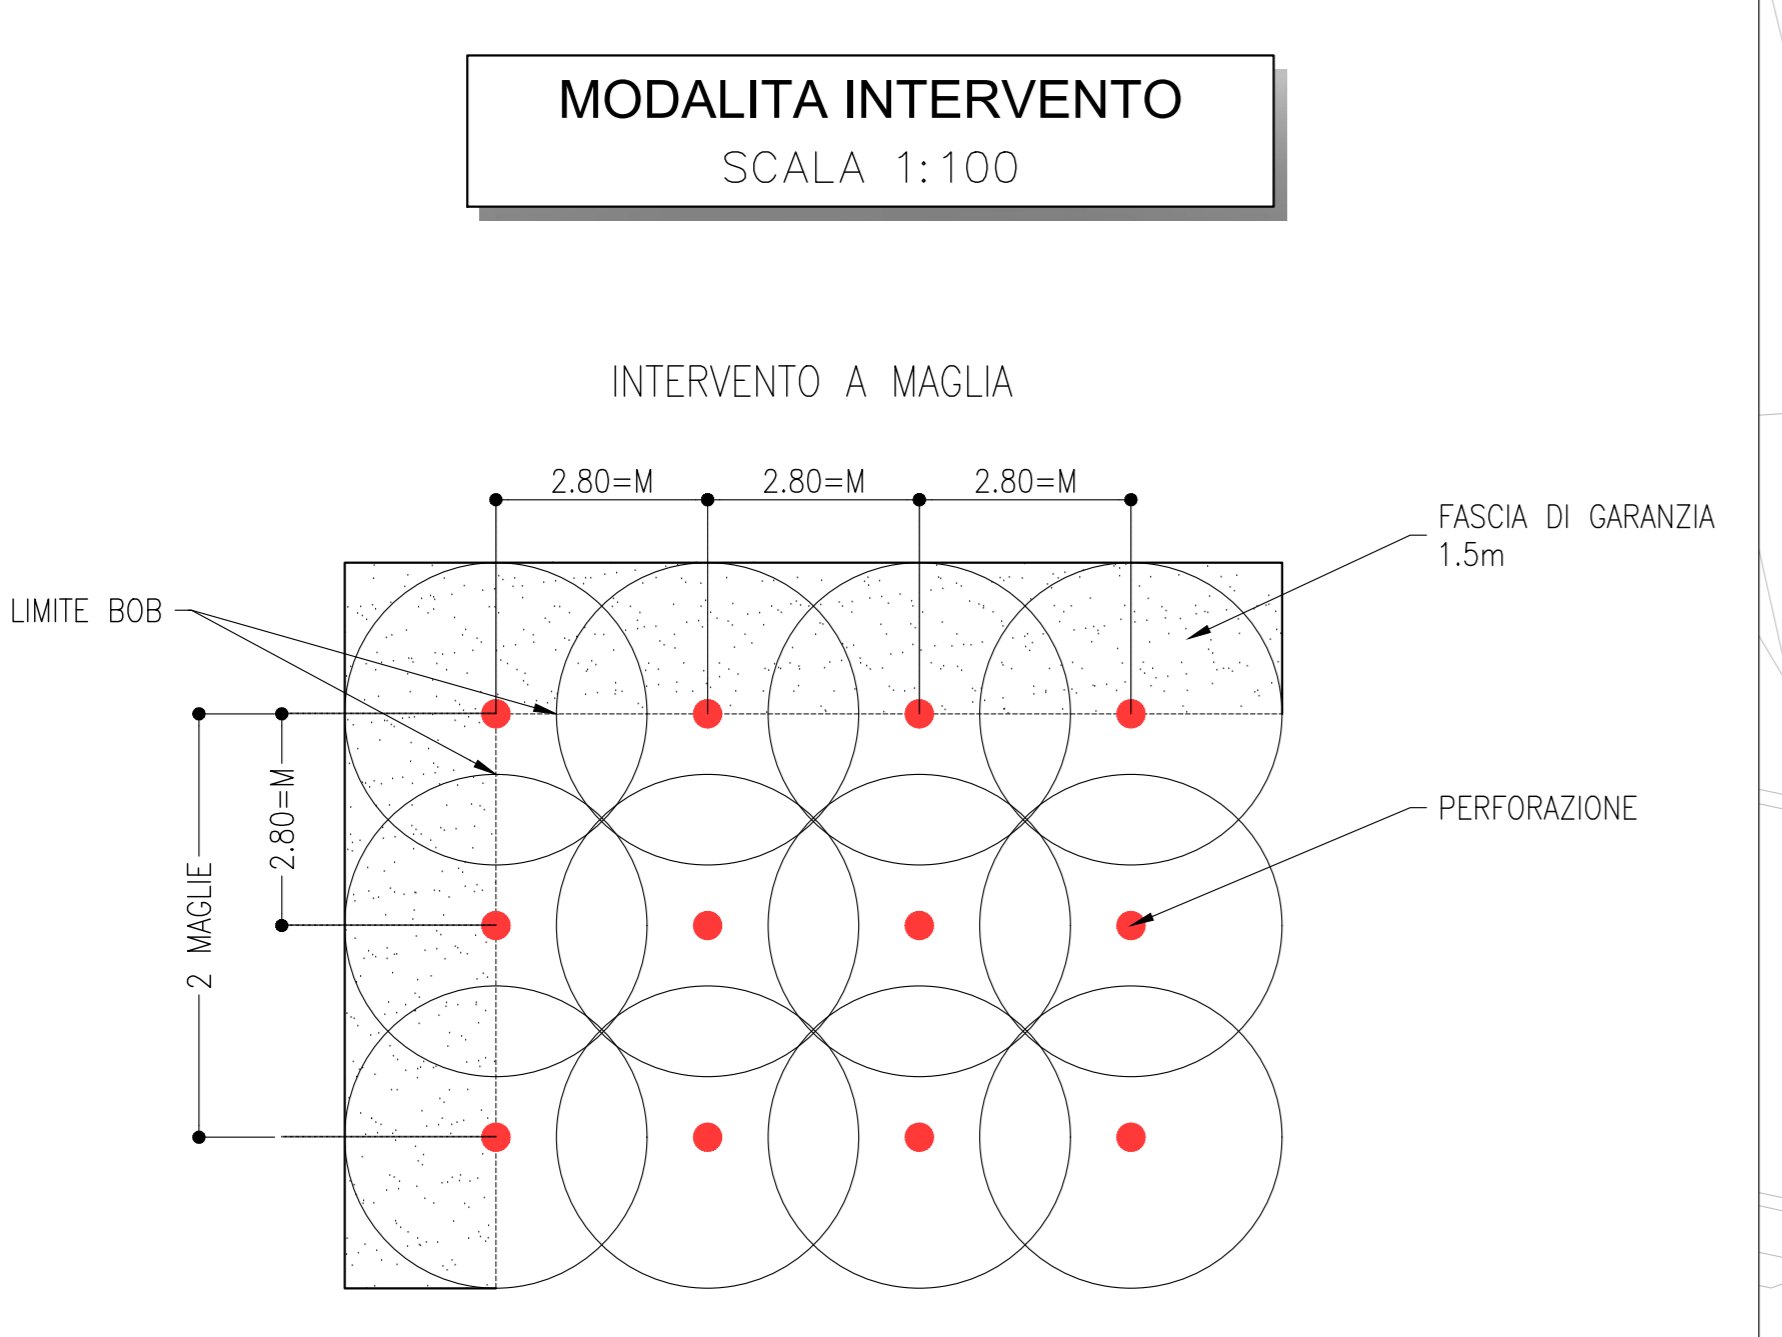 MODALITA INTERVENTO
SCALA 1:100
INTERVENTO A MAGLIA
2.80=M
2.80=M
2.80=M
FASCIA DI GARANZIA
1.5m
LIMITE BOB
2.80=M
2 MAGLIE
PERFORAZIONE